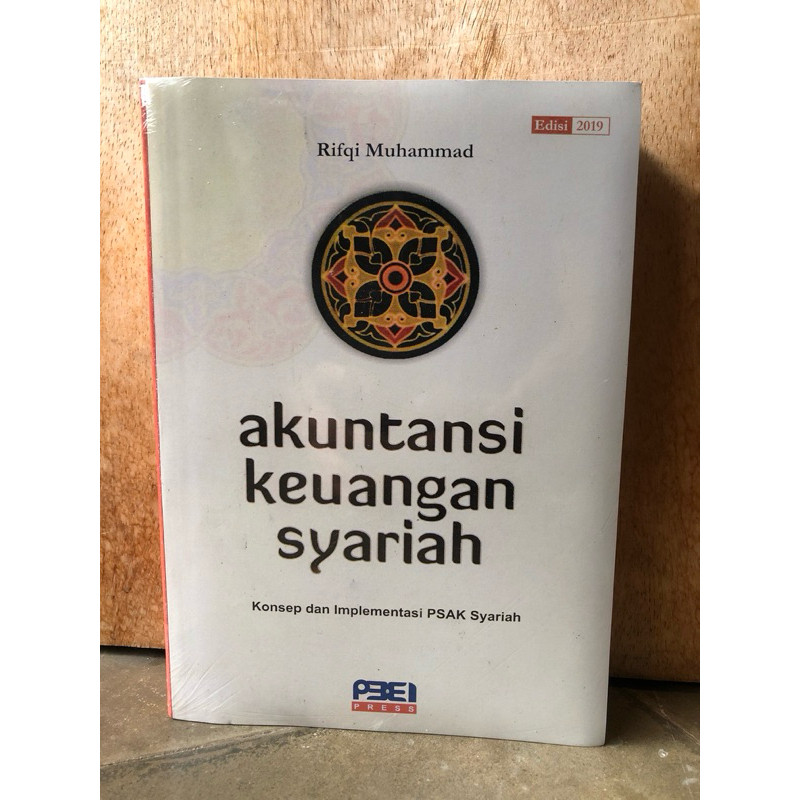 Edisi 2019
Rifqi Muhammad
akuntansi
keuangan
syariah
Konsep dan Implementasi PSAK Syariah
P3EI
PRESS